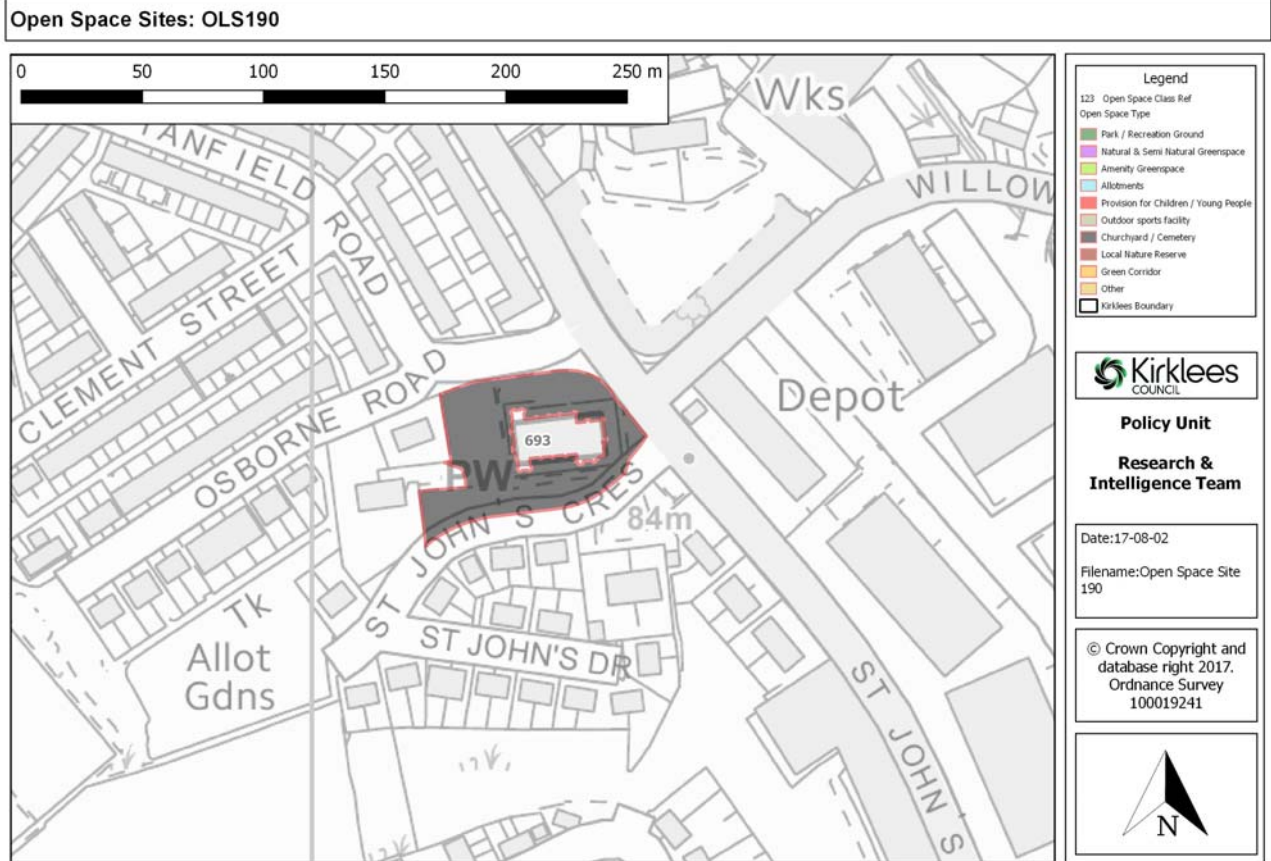 Open Space Sites: OLS190
0 50 100 150 200 250 m
Wks
WILLOW
TANFIELD ROAD
CLEMENT STREET
OSBORNE ROAD
Depot
693
PW
ST JOHN'S CRES
84m
Tk
Allot
Gdns
ST JOHN'S DR
ST JOHN'S
Legend
123 Open Space Class Ref
Open Space Type
Park / Recreation Ground
Natural & Semi Natural Greenspace
Amenity Greenspace
Allotments
Provision for Children / Young People
Outdoor sports facility
Churchyard / Cemetery
Local Nature Reserve
Green Corridor
Other
Kirklees Boundary
Kirklees
COUNCIL
Policy Unit
Research &
Intelligence Team
Date:17-08-02
Filename:Open Space Site
190
© Crown Copyright and
database right 2017.
Ordnance Survey
100019241
N